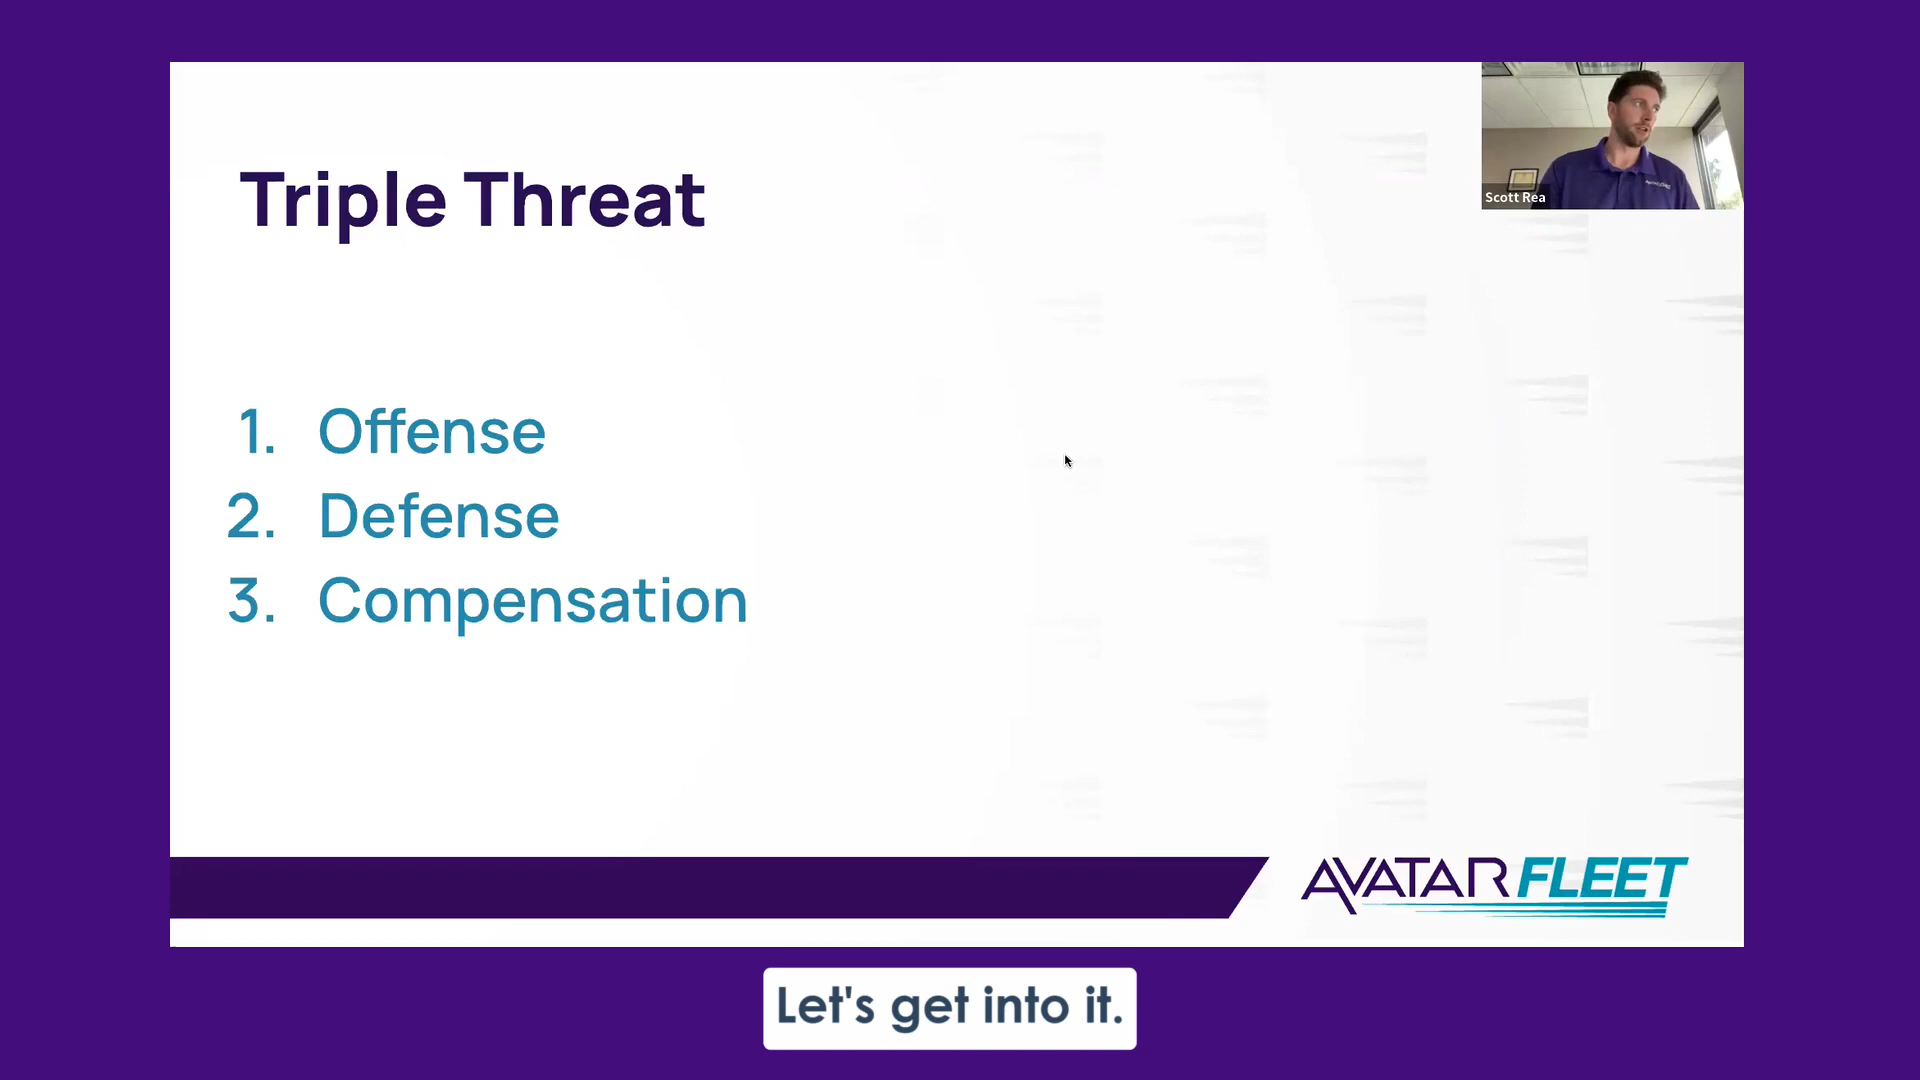 Triple Threat
Scott Rea
1. Offense
2. Defense
3. Compensation
AVATAR FLEET
Let's get into it.